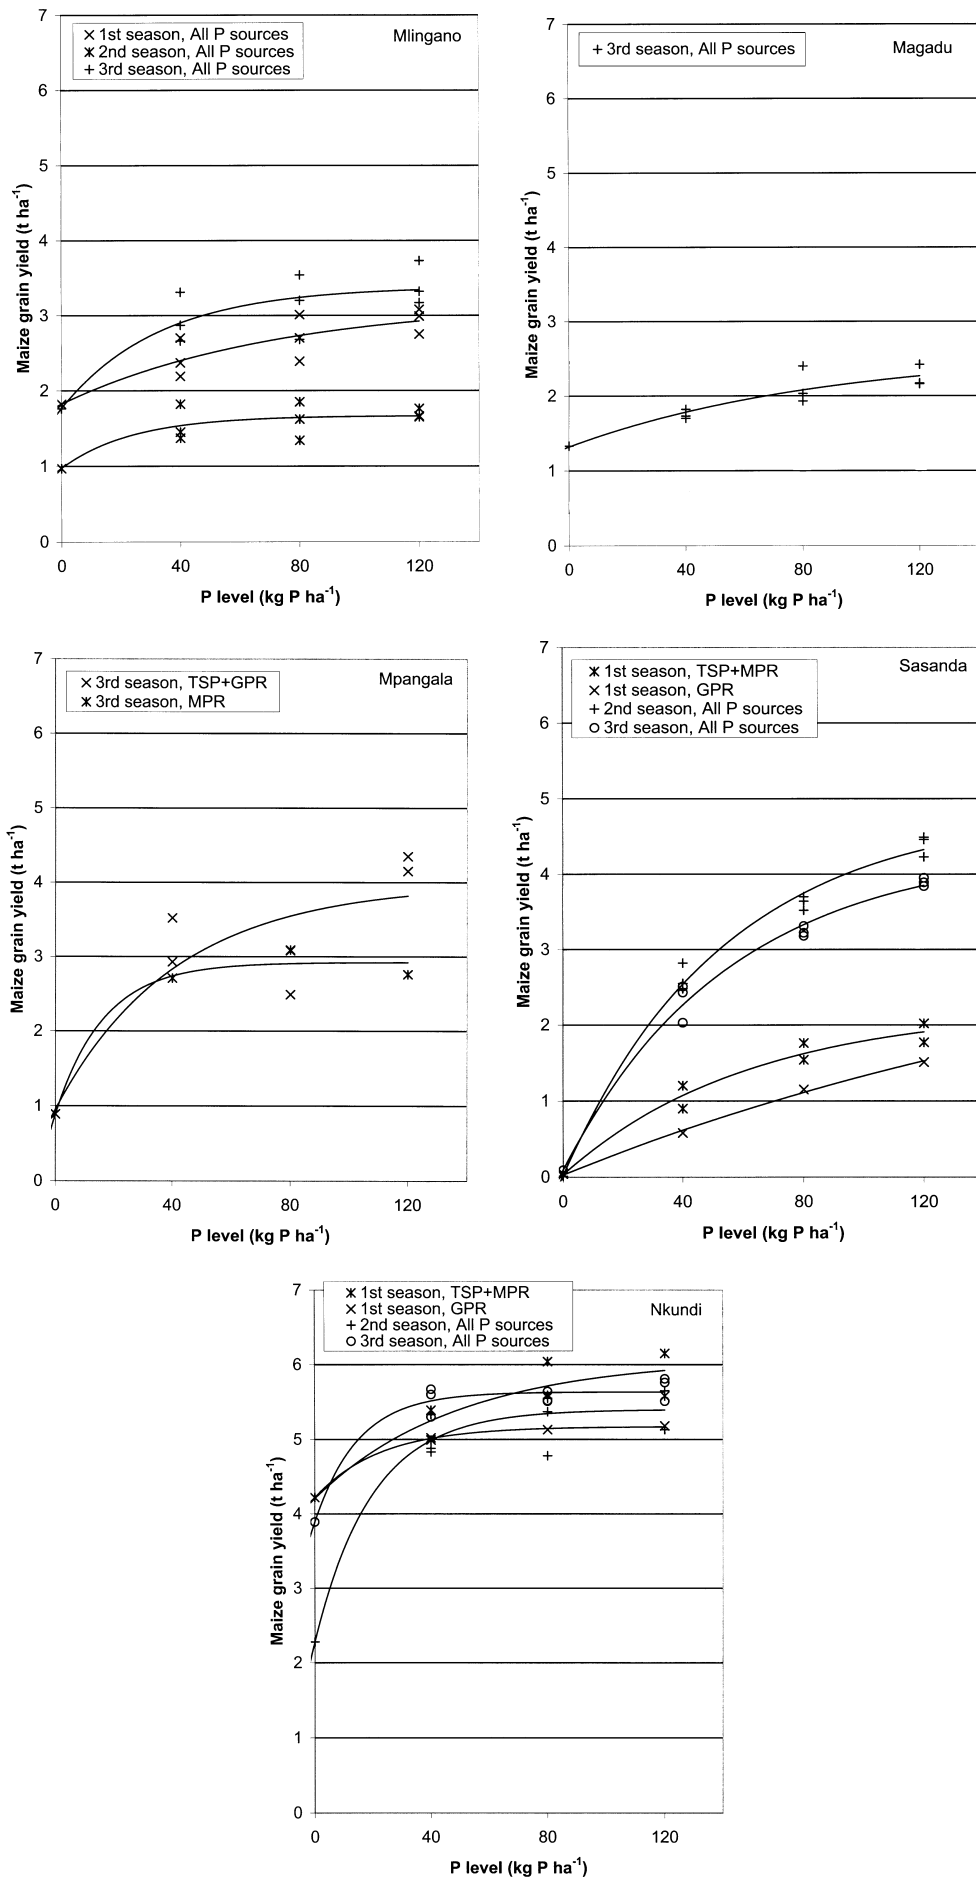 Mlingano
× 1st season, All P sources
ж 2nd season, All P sources
+ 3rd season, All P sources
Maize grain yield (t ha⁻¹)
7
6
5
4
3
2
1
0
0 40 80 120
P level (kg P ha⁻¹)
Magadu
+ 3rd season, All P sources
Maize grain yield (t ha⁻¹)
7
6
5
4
3
2
1
0
0 40 80 120
P level (kg P ha⁻¹)
Mpangala
× 3rd season, TSP+GPR
ж 3rd season, MPR
Maize grain yield (t ha⁻¹)
7
6
5
4
3
2
1
0
0 40 80 120
P level (kg P ha⁻¹)
Sasanda
ж 1st season, TSP+MPR
× 1st season, GPR
+ 2nd season, All P sources
o 3rd season, All P sources
Maize grain yield (t ha⁻¹)
7
6
5
4
3
2
1
0
0 40 80 120
P level (kg P ha⁻¹)
Nkundi
ж 1st season, TSP+MPR
× 1st season, GPR
+ 2nd season, All P sources
o 3rd season, All P sources
Maize grain yield (t ha⁻¹)
7
6
5
4
3
2
1
0
0 40 80 120
P level (kg P ha⁻¹)